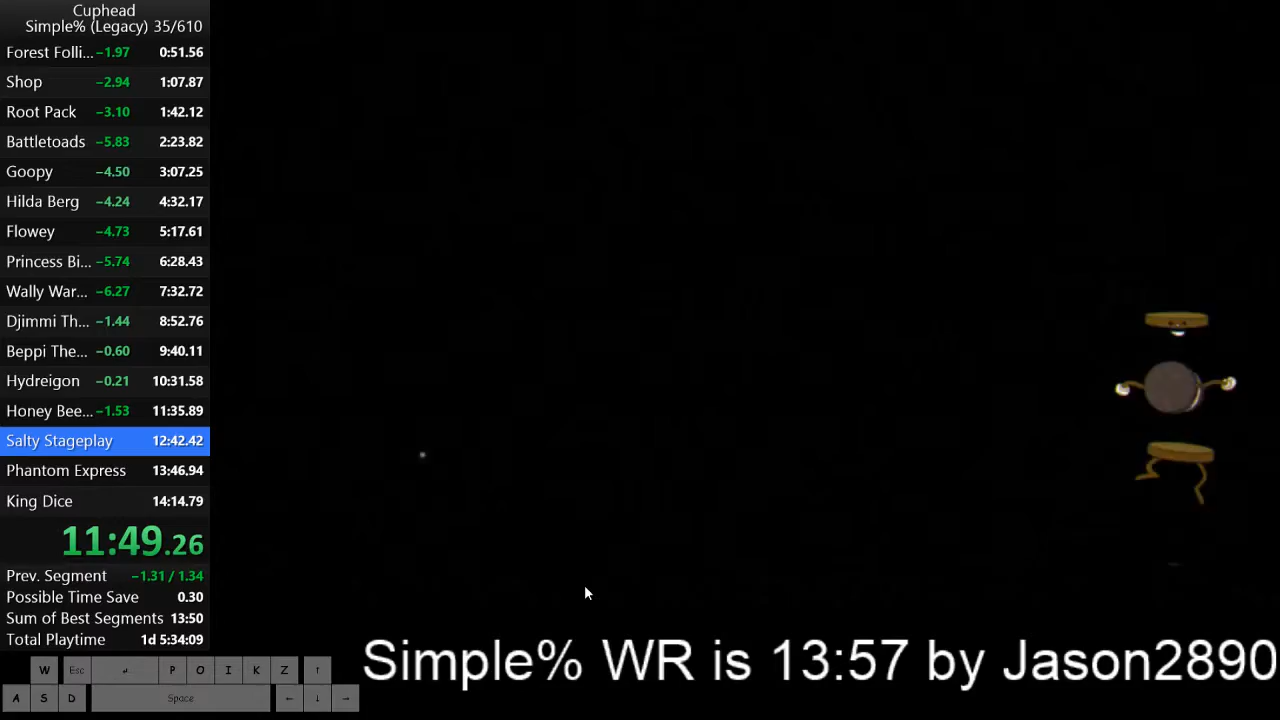 Cuphead
Simple% (Legacy) 35/610
Forest Folli... −1.97 0:51.56
Shop −2.94 1:07.87
Root Pack −3.10 1:42.12
Battletoads −5.83 2:23.82
Goopy −4.50 3:07.25
Hilda Berg −4.24 4:32.17
Flowey −4.73 5:17.61
Princess Bi... −5.74 6:28.43
Wally War... −6.27 7:32.72
Djimmi Th... −1.44 8:52.76
Beppi The... −0.60 9:40.11
Hydreigon −0.21 10:31.58
Honey Bee... −1.53 11:35.89
Salty Stageplay 12:42.42
Phantom Express 13:46.94
King Dice 14:14.79
11:49.26
Prev. Segment −1.31 / 1.34
Possible Time Save 0.30
Sum of Best Segments 13:50
Total Playtime 1d 5:34:09
W Esc ↵ P O I K Z ↑
A S D Space ← ↓ →
Simple% WR is 13:57 by Jason2890